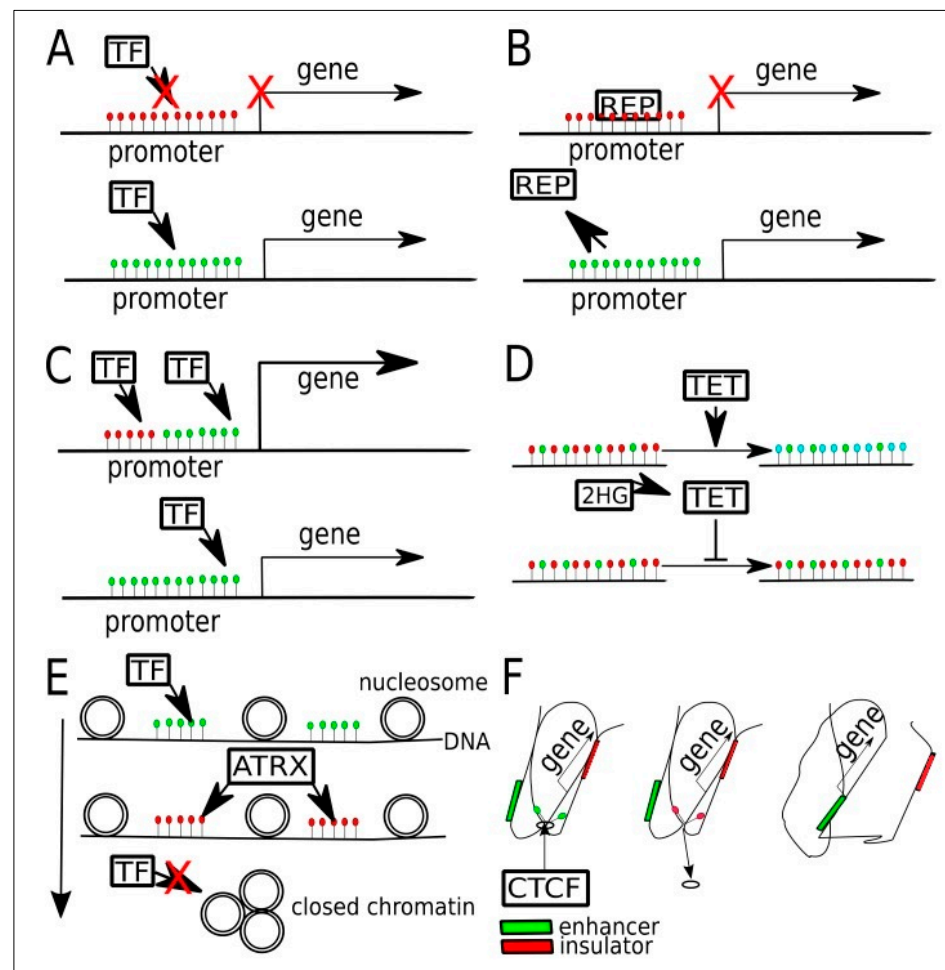 A
TF
X
X
gene
promoter
TF
gene
promoter
B
REP
X
gene
promoter
REP
gene
promoter
C
TF
TF
gene
promoter
TF
gene
promoter
D
TET
2HG
TET
E
TF
nucleosome
DNA
ATRX
TF
X
closed chromatin
F
gene
gene
gene
CTCF
enhancer
insulator